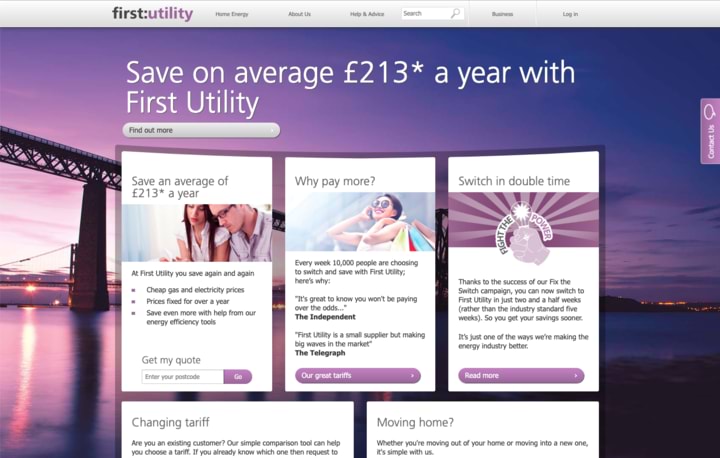 first:utility
Home Energy
About Us
Help & Advice
Search
Business
Log in
Save on average £213* a year with
First Utility
Find out more
Contact Us
Save an average of
£213* a year
At First Utility you save again and again
Cheap gas and electricity prices
Prices fixed for over a year
Save even more with help from our
energy efficiency tools
Get my quote
Enter your postcode
Go
Why pay more?
Every week 10,000 people are choosing
to switch and save with First Utility;
here's why:
"It's great to know you won't be paying
over the odds..."
The Independent
"First Utility is a small supplier but making
big waves in the market"
The Telegraph
Our great tariffs
Switch in double time
FIGHT THE POWER
Thanks to the success of our Fix the
Switch campaign, you can now switch to
First Utility in just two and a half weeks
(rather than the industry standard five
weeks). So you get your savings sooner.
It's just one of the ways we're making the
energy industry better.
Read more
Changing tariff
Are you an existing customer? Our simple comparison tool can help
you choose a tariff. If you already know which one then request to
Moving home?
Whether you're moving out of your home or moving into a new one,
it's simple with us.